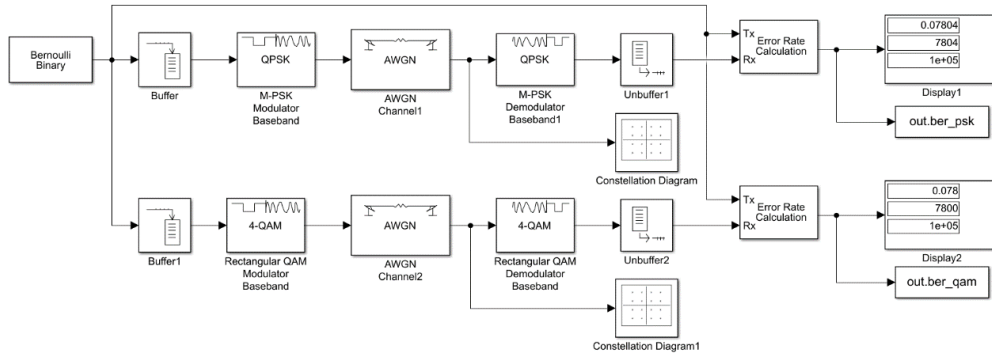 Bernoulli
Binary
Buffer
QPSK
M-PSK
Modulator
Baseband
AWGN
AWGN
Channel1
QPSK
M-PSK
Demodulator
Baseband1
Unbuffer1
Tx
Rx
Error Rate
Calculation
0.07804
7804
1e+05
Display1
out.ber_psk
Constellation Diagram
Buffer1
4-QAM
Rectangular QAM
Modulator
Baseband
AWGN
AWGN
Channel2
4-QAM
Rectangular QAM
Demodulator
Baseband
Unbuffer2
Tx
Rx
Error Rate
Calculation
0.078
7800
1e+05
Display2
out.ber_qam
Constellation Diagram1